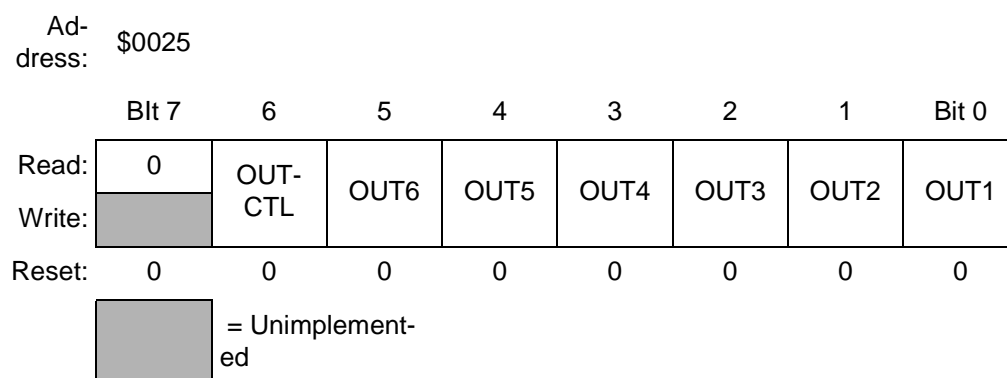 Ad-
dress: $0025
BIt 7 6 5 4 3 2 1 Bit 0
Read: 0 OUT-
CTL OUT6 OUT5 OUT4 OUT3 OUT2 OUT1
Write:
Reset: 0 0 0 0 0 0 0 0
= Unimplement-
ed